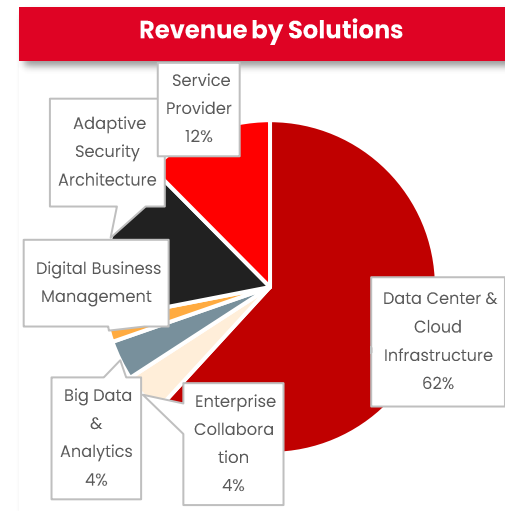 Revenue by Solutions
Service
Provider
12%
Adaptive
Security
Architecture
Digital Business
Management
Data Center &
Cloud
Infrastructure
62%
Big Data
&
Analytics
4%
Enterprise
Collabora
tion
4%